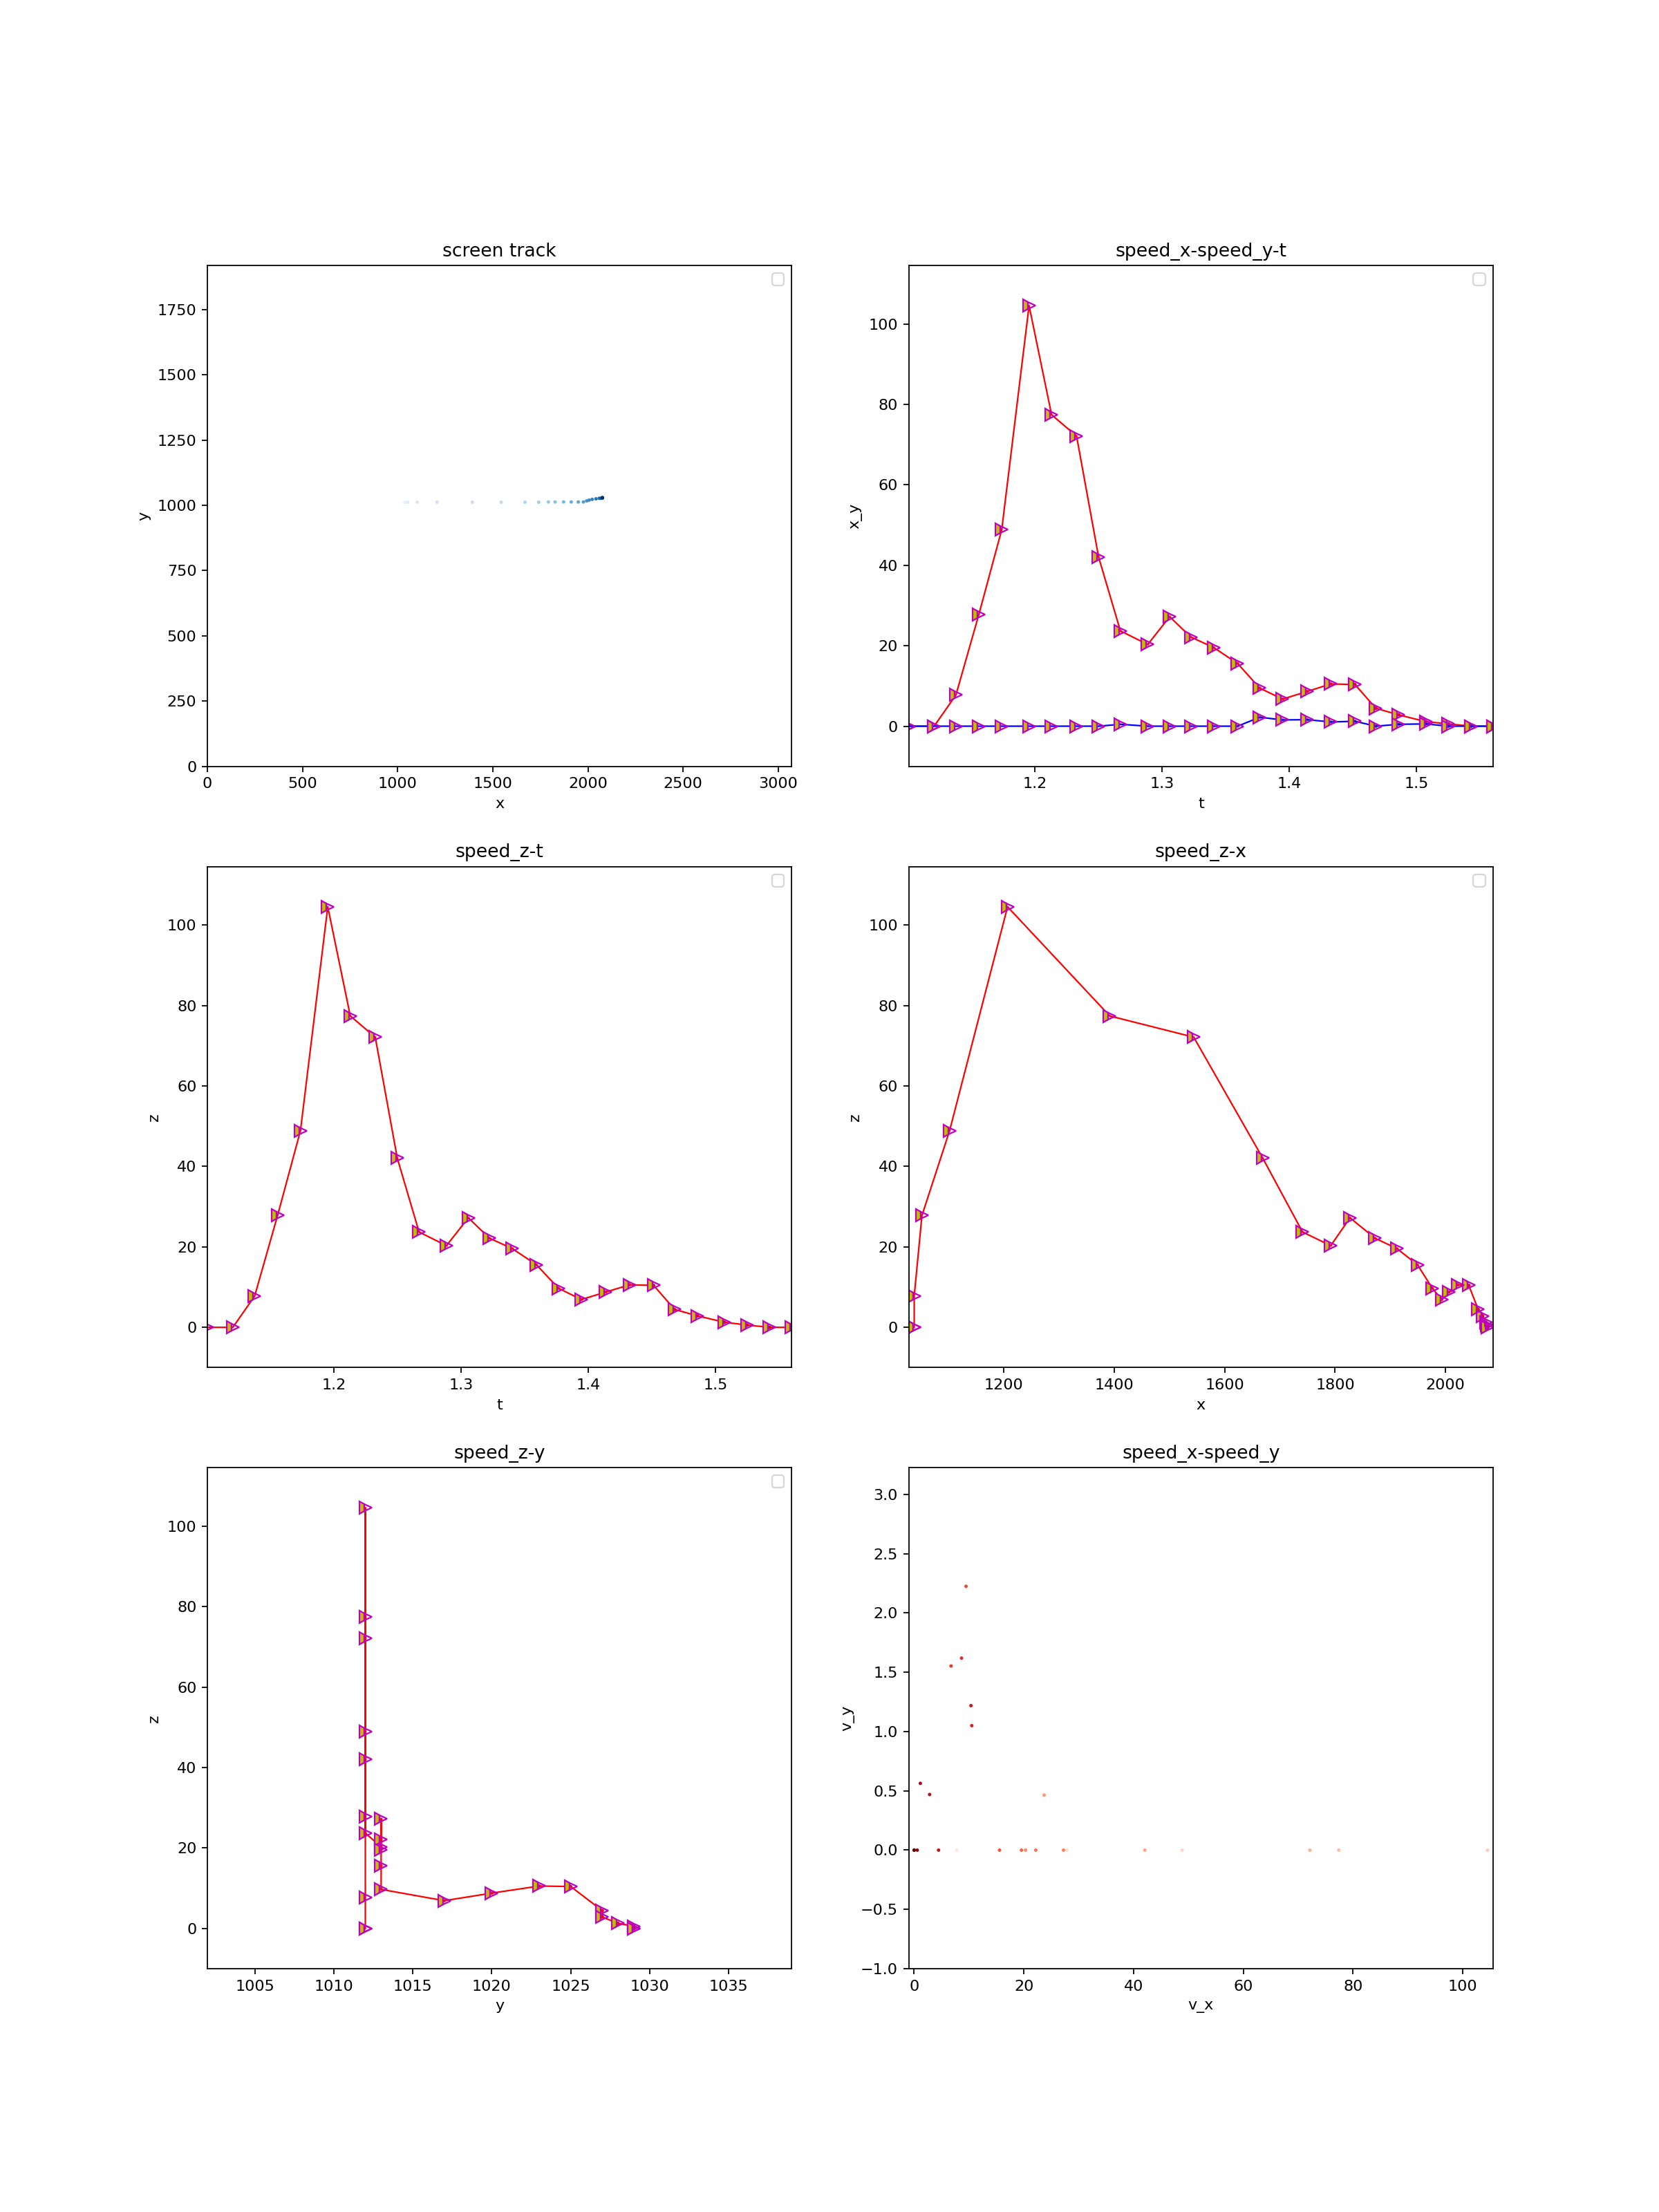 screen track
1750
1500
1250
1000
750
500
250
0
y
0 500 1000 1500 2000 2500 3000
x
speed_x-speed_y-t
100
80
60
40
20
0
x_y
1.2 1.3 1.4 1.5
t
speed_z-t
100
80
60
40
20
0
z
1.2 1.3 1.4 1.5
t
speed_z-x
100
80
60
40
20
0
z
1200 1400 1600 1800 2000
x
speed_z-y
100
80
60
40
20
0
z
1005 1010 1015 1020 1025 1030 1035
y
speed_x-speed_y
3.0
2.5
2.0
1.5
1.0
0.5
0.0
−0.5
−1.0
v_y
0 20 40 60 80 100
v_x